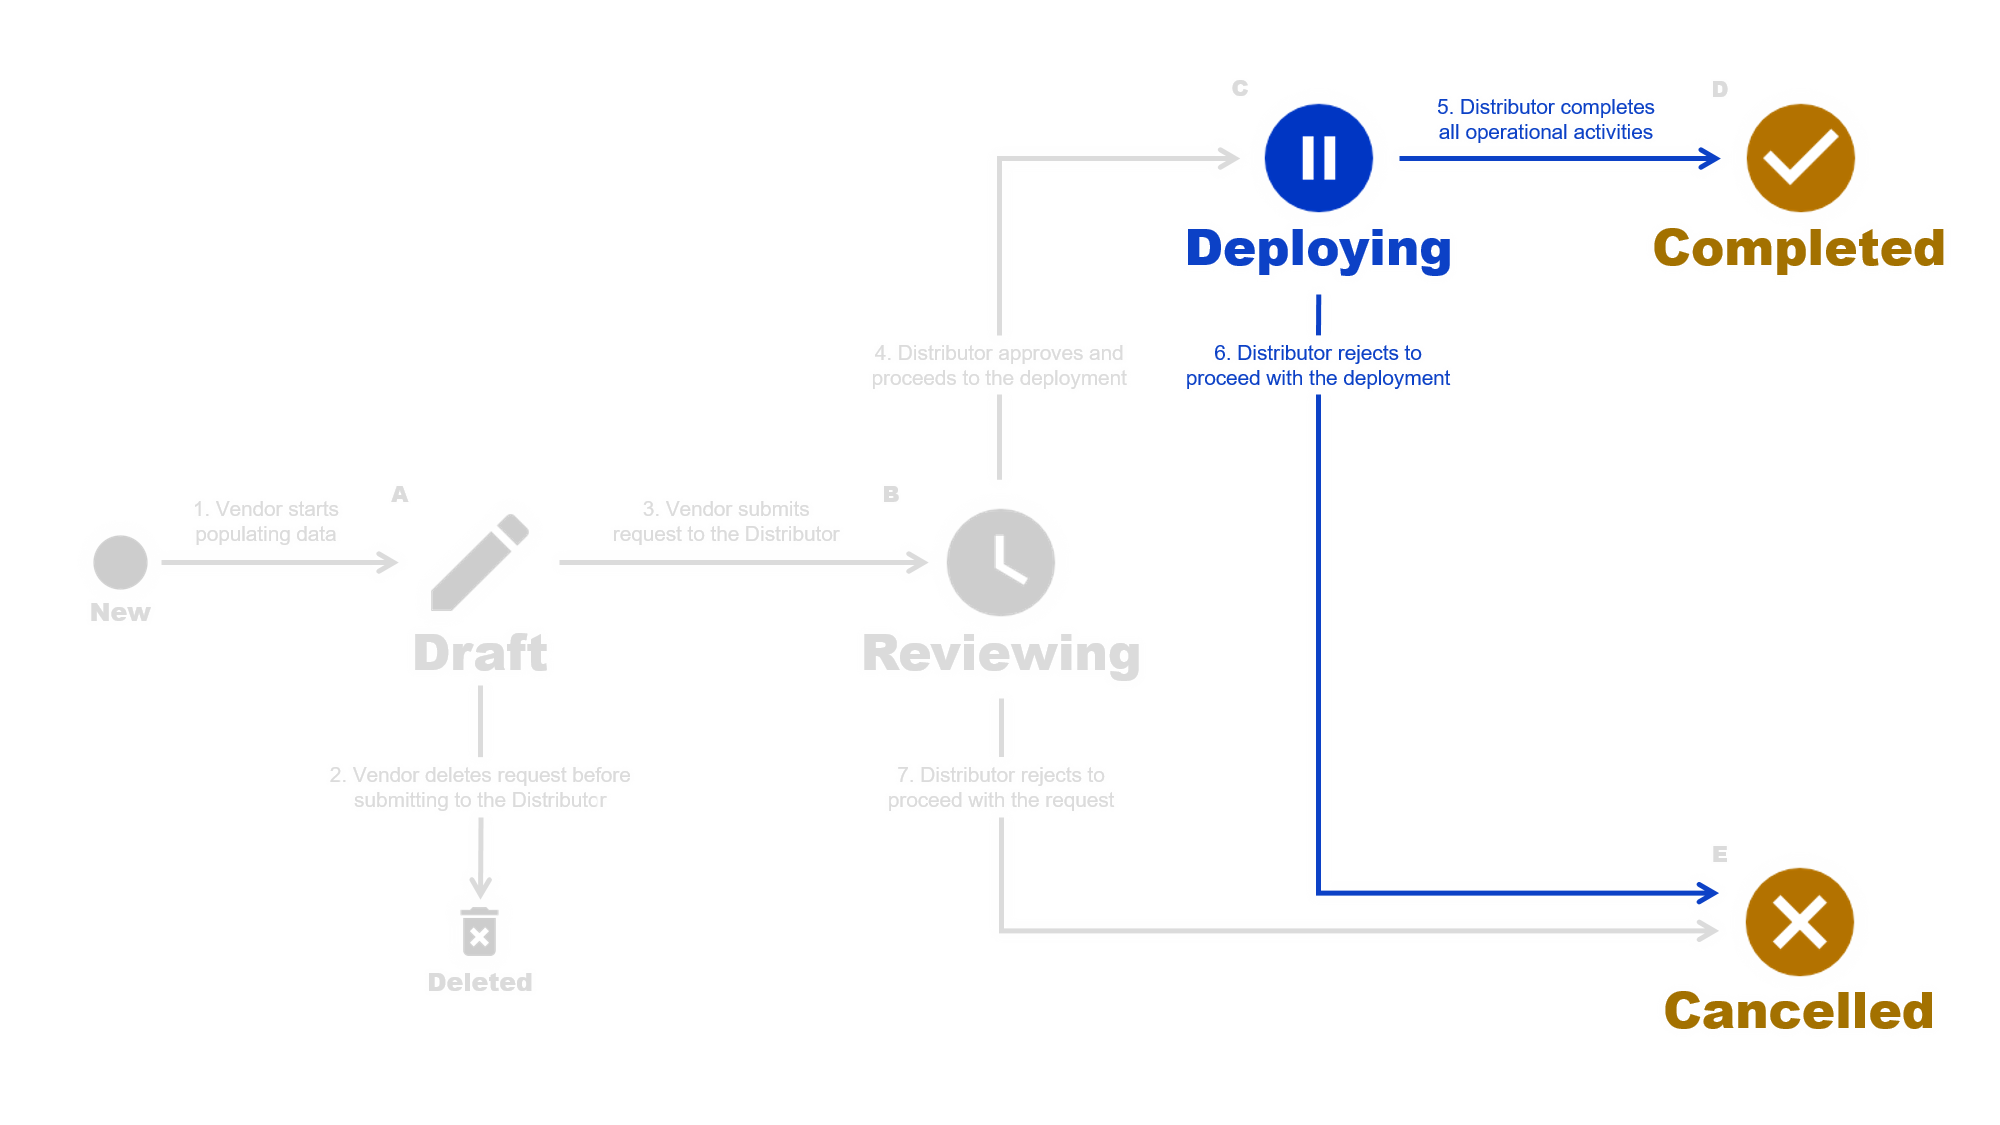 C
5. Distributor completes
all operational activities
D
Deploying
Completed
4. Distributor approves and
proceeds to the deployment
6. Distributor rejects to
proceed with the deployment
1. Vendor starts
populating data
A
3. Vendor submits
request to the Distributor
B
New
Draft
Reviewing
2. Vendor deletes request before
submitting to the Distributor
7. Distributor rejects to
proceed with the request
E
Deleted
Cancelled